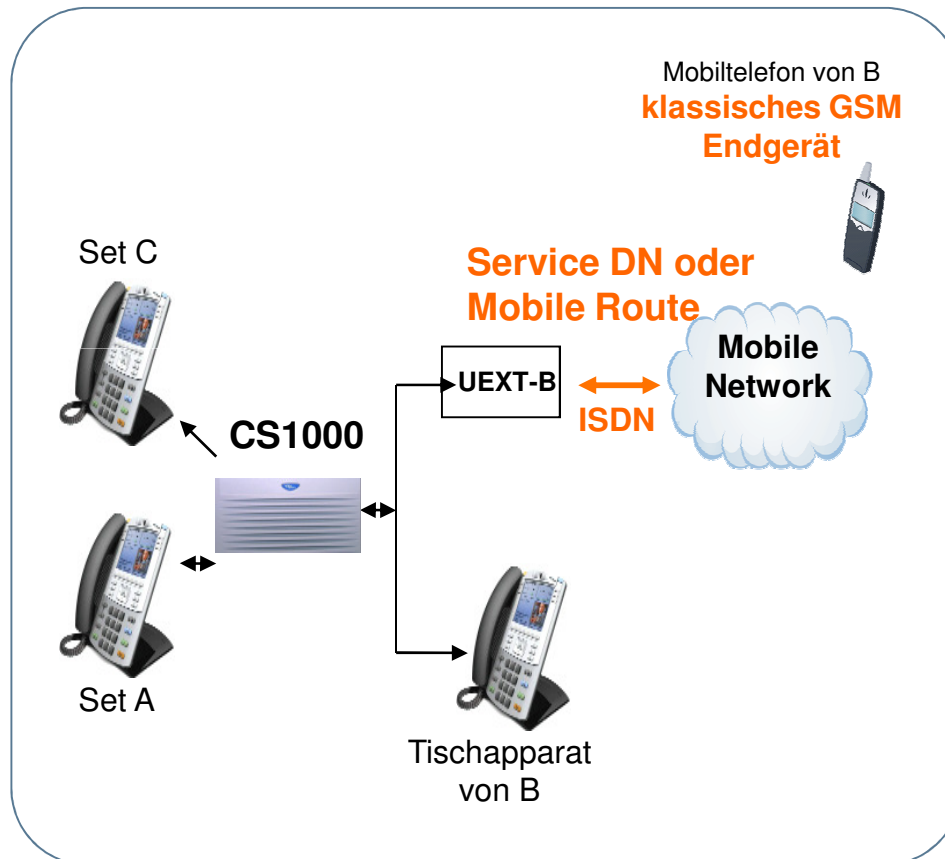 Mobiltelefon von B
klassisches GSM
Endgerät
Set C
Service DN oder
Mobile Route
Mobile
Network
UEXT-B
ISDN
CS1000
Set A
Tischapparat
von B